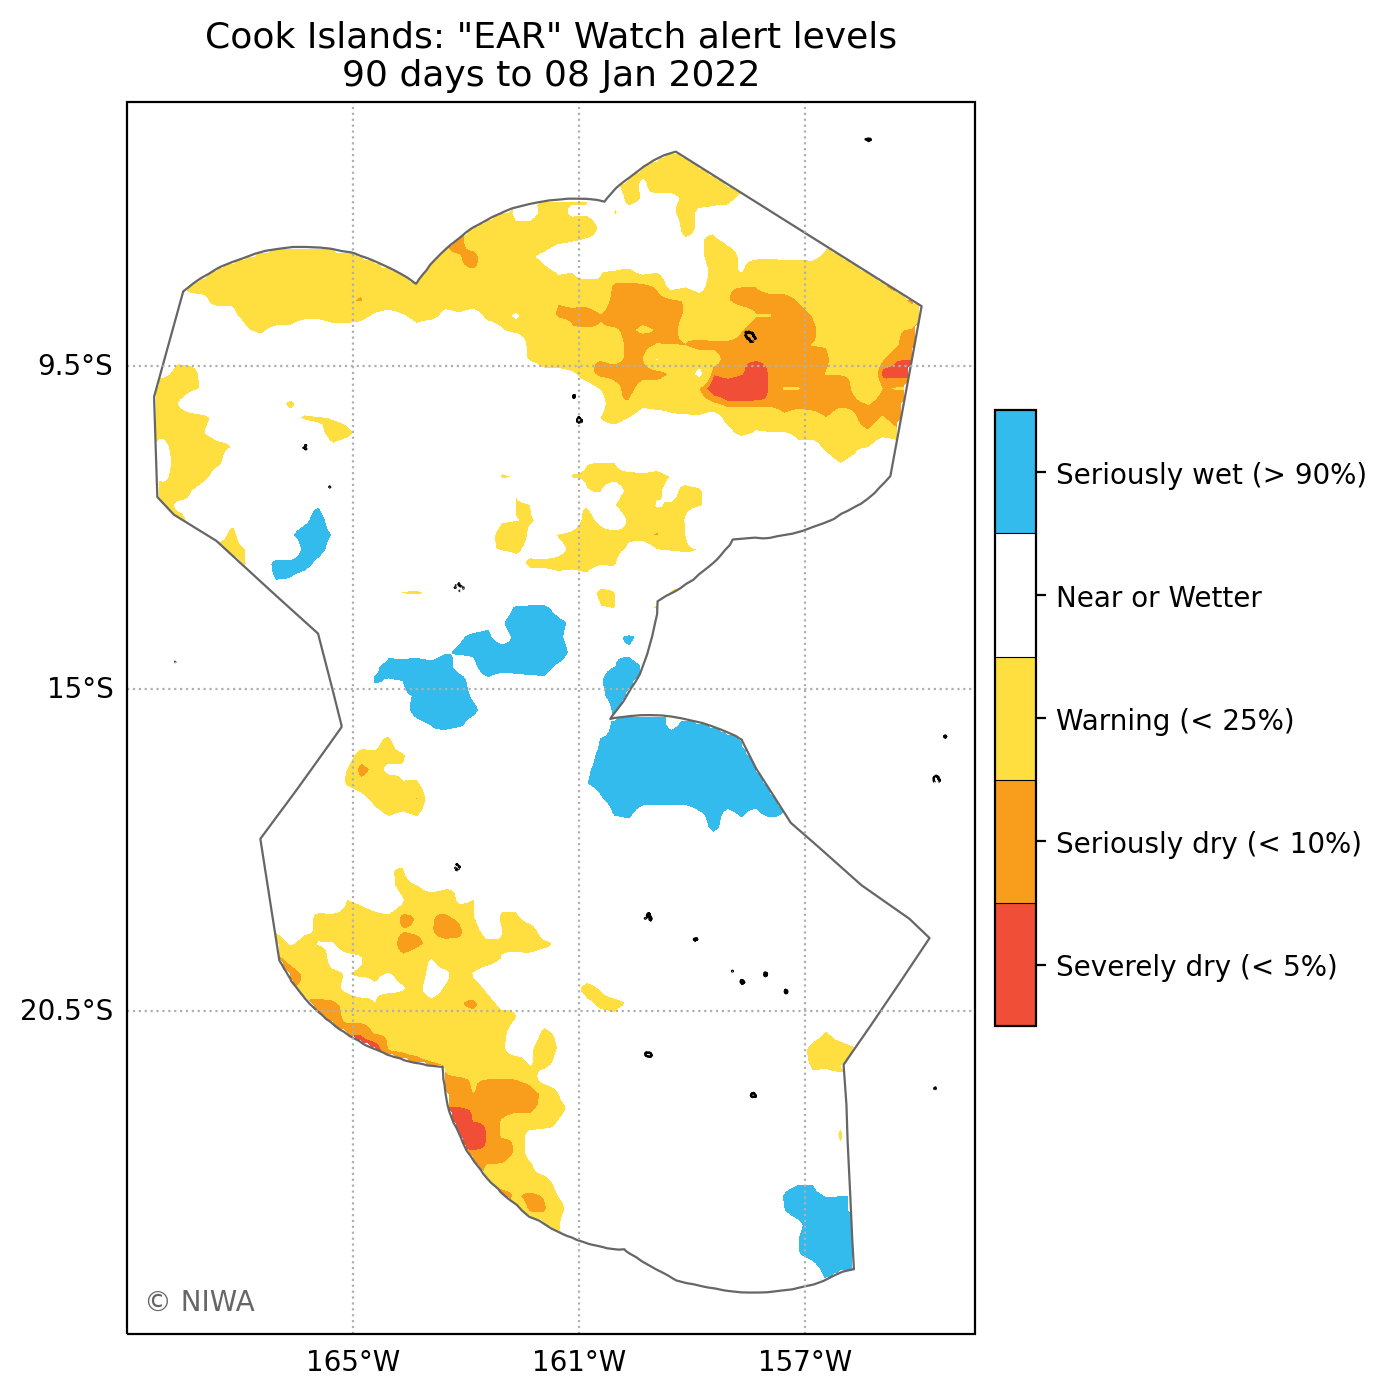 Cook Islands: "EAR" Watch alert levels
90 days to 08 Jan 2022
9.5°S
15°S
20.5°S
165°W
161°W
157°W
Seriously wet (> 90%)
Near or Wetter
Warning (< 25%)
Seriously dry (< 10%)
Severely dry (< 5%)
© NIWA